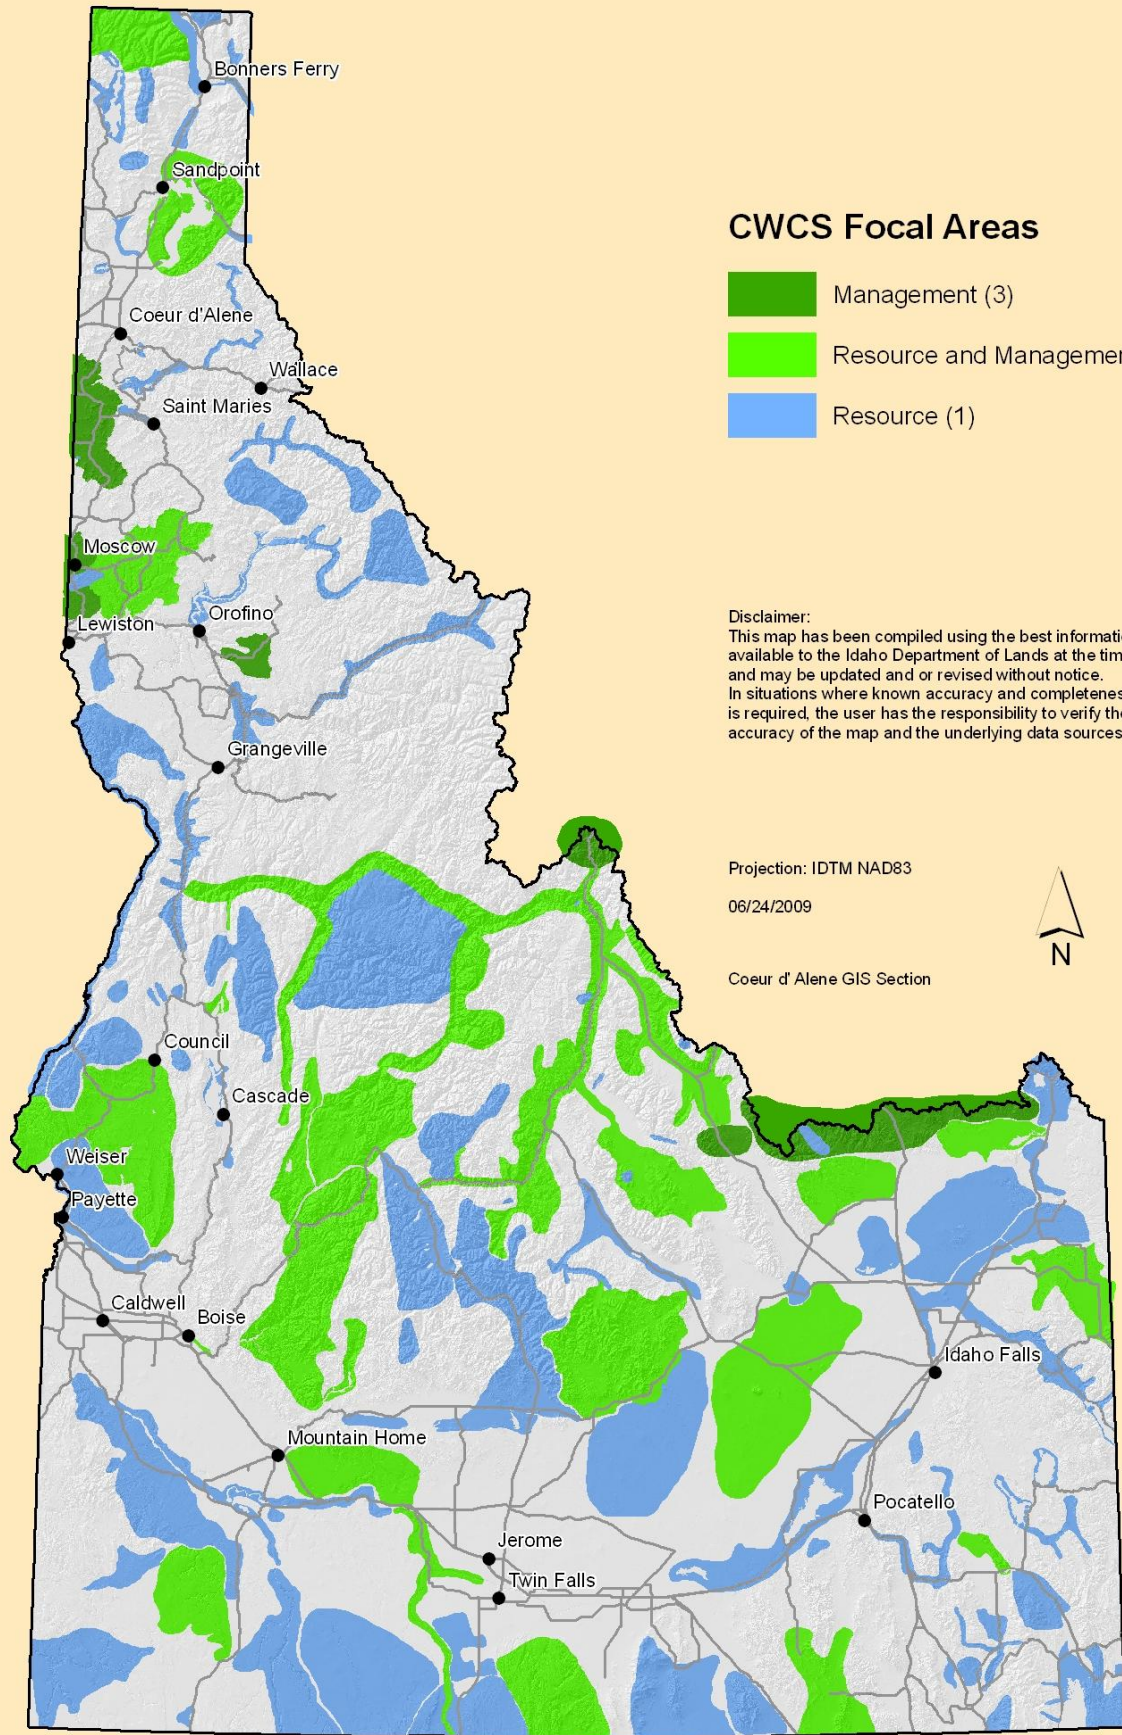 Bonners Ferry
Sandpoint
CWCS Focal Areas
Management (3)
Resource and Managemen
Resource (1)
Coeur d'Alene
Wallace
Saint Maries
Moscow
Orofino
Lewiston
Grangeville
Disclaimer:
This map has been compiled using the best informati
available to the Idaho Department of Lands at the tim
and may be updated and or revised without notice.
In situations where known accuracy and completenes
is required, the user has the responsibility to verify the
accuracy of the map and the underlying data sources
Projection: IDTM NAD83
06/24/2009
N
Coeur d' Alene GIS Section
Council
Cascade
Weiser
Payette
Caldwell
Boise
Idaho Falls
Mountain Home
Pocatello
Jerome
Twin Falls